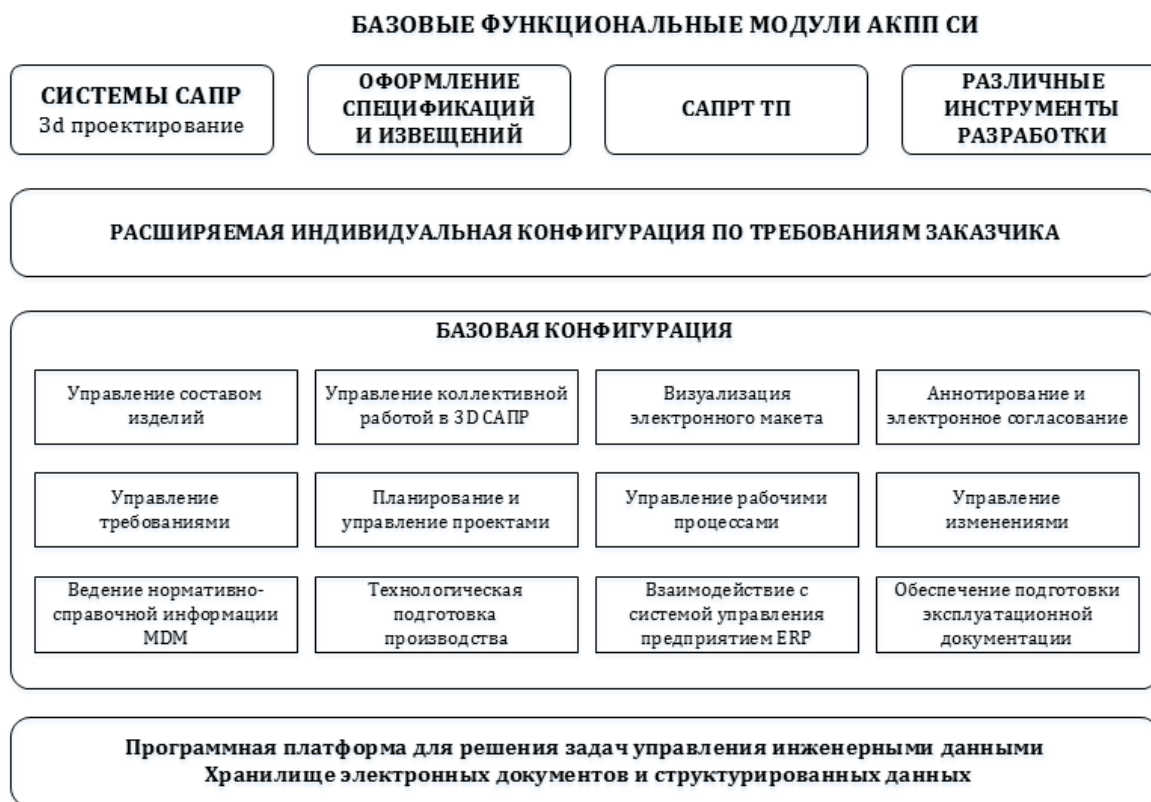 БАЗОВЫЕ ФУНКЦИОНАЛЬНЫЕ МОДУЛИ АКПП СИ
СИСТЕМЫ САПР
3d проектирование
ОФОРМЛЕНИЕ
СПЕЦИФИКАЦИЙ
И ИЗВЕЩЕНИЙ
САПРТ ТП
РАЗЛИЧНЫЕ
ИНСТРУМЕНТЫ
РАЗРАБОТКИ
РАСШИРЯЕМАЯ ИНДИВИДУАЛЬНАЯ КОНФИГУРАЦИЯ ПО ТРЕБОВАНИЯМ ЗАКАЗЧИКА
БАЗОВАЯ КОНФИГУРАЦИЯ
Управление составом
изделий
Управление коллективной
работой в 3D САПР
Визуализация
электронного макета
Аннотирование и
электронное согласование
Управление
требованиями
Планирование и
управление проектами
Управление рабочими
процессами
Управление
изменениями
Ведение нормативно-
справочной информации
MDM
Технологическая
подготовка
производства
Взаимодействие с
системой управления
предприятием ERP
Обеспечение подготовки
эксплуатационной
документации
Программная платформа для решения задач управления инженерными данными
Хранилище электронных документов и структурированных данных